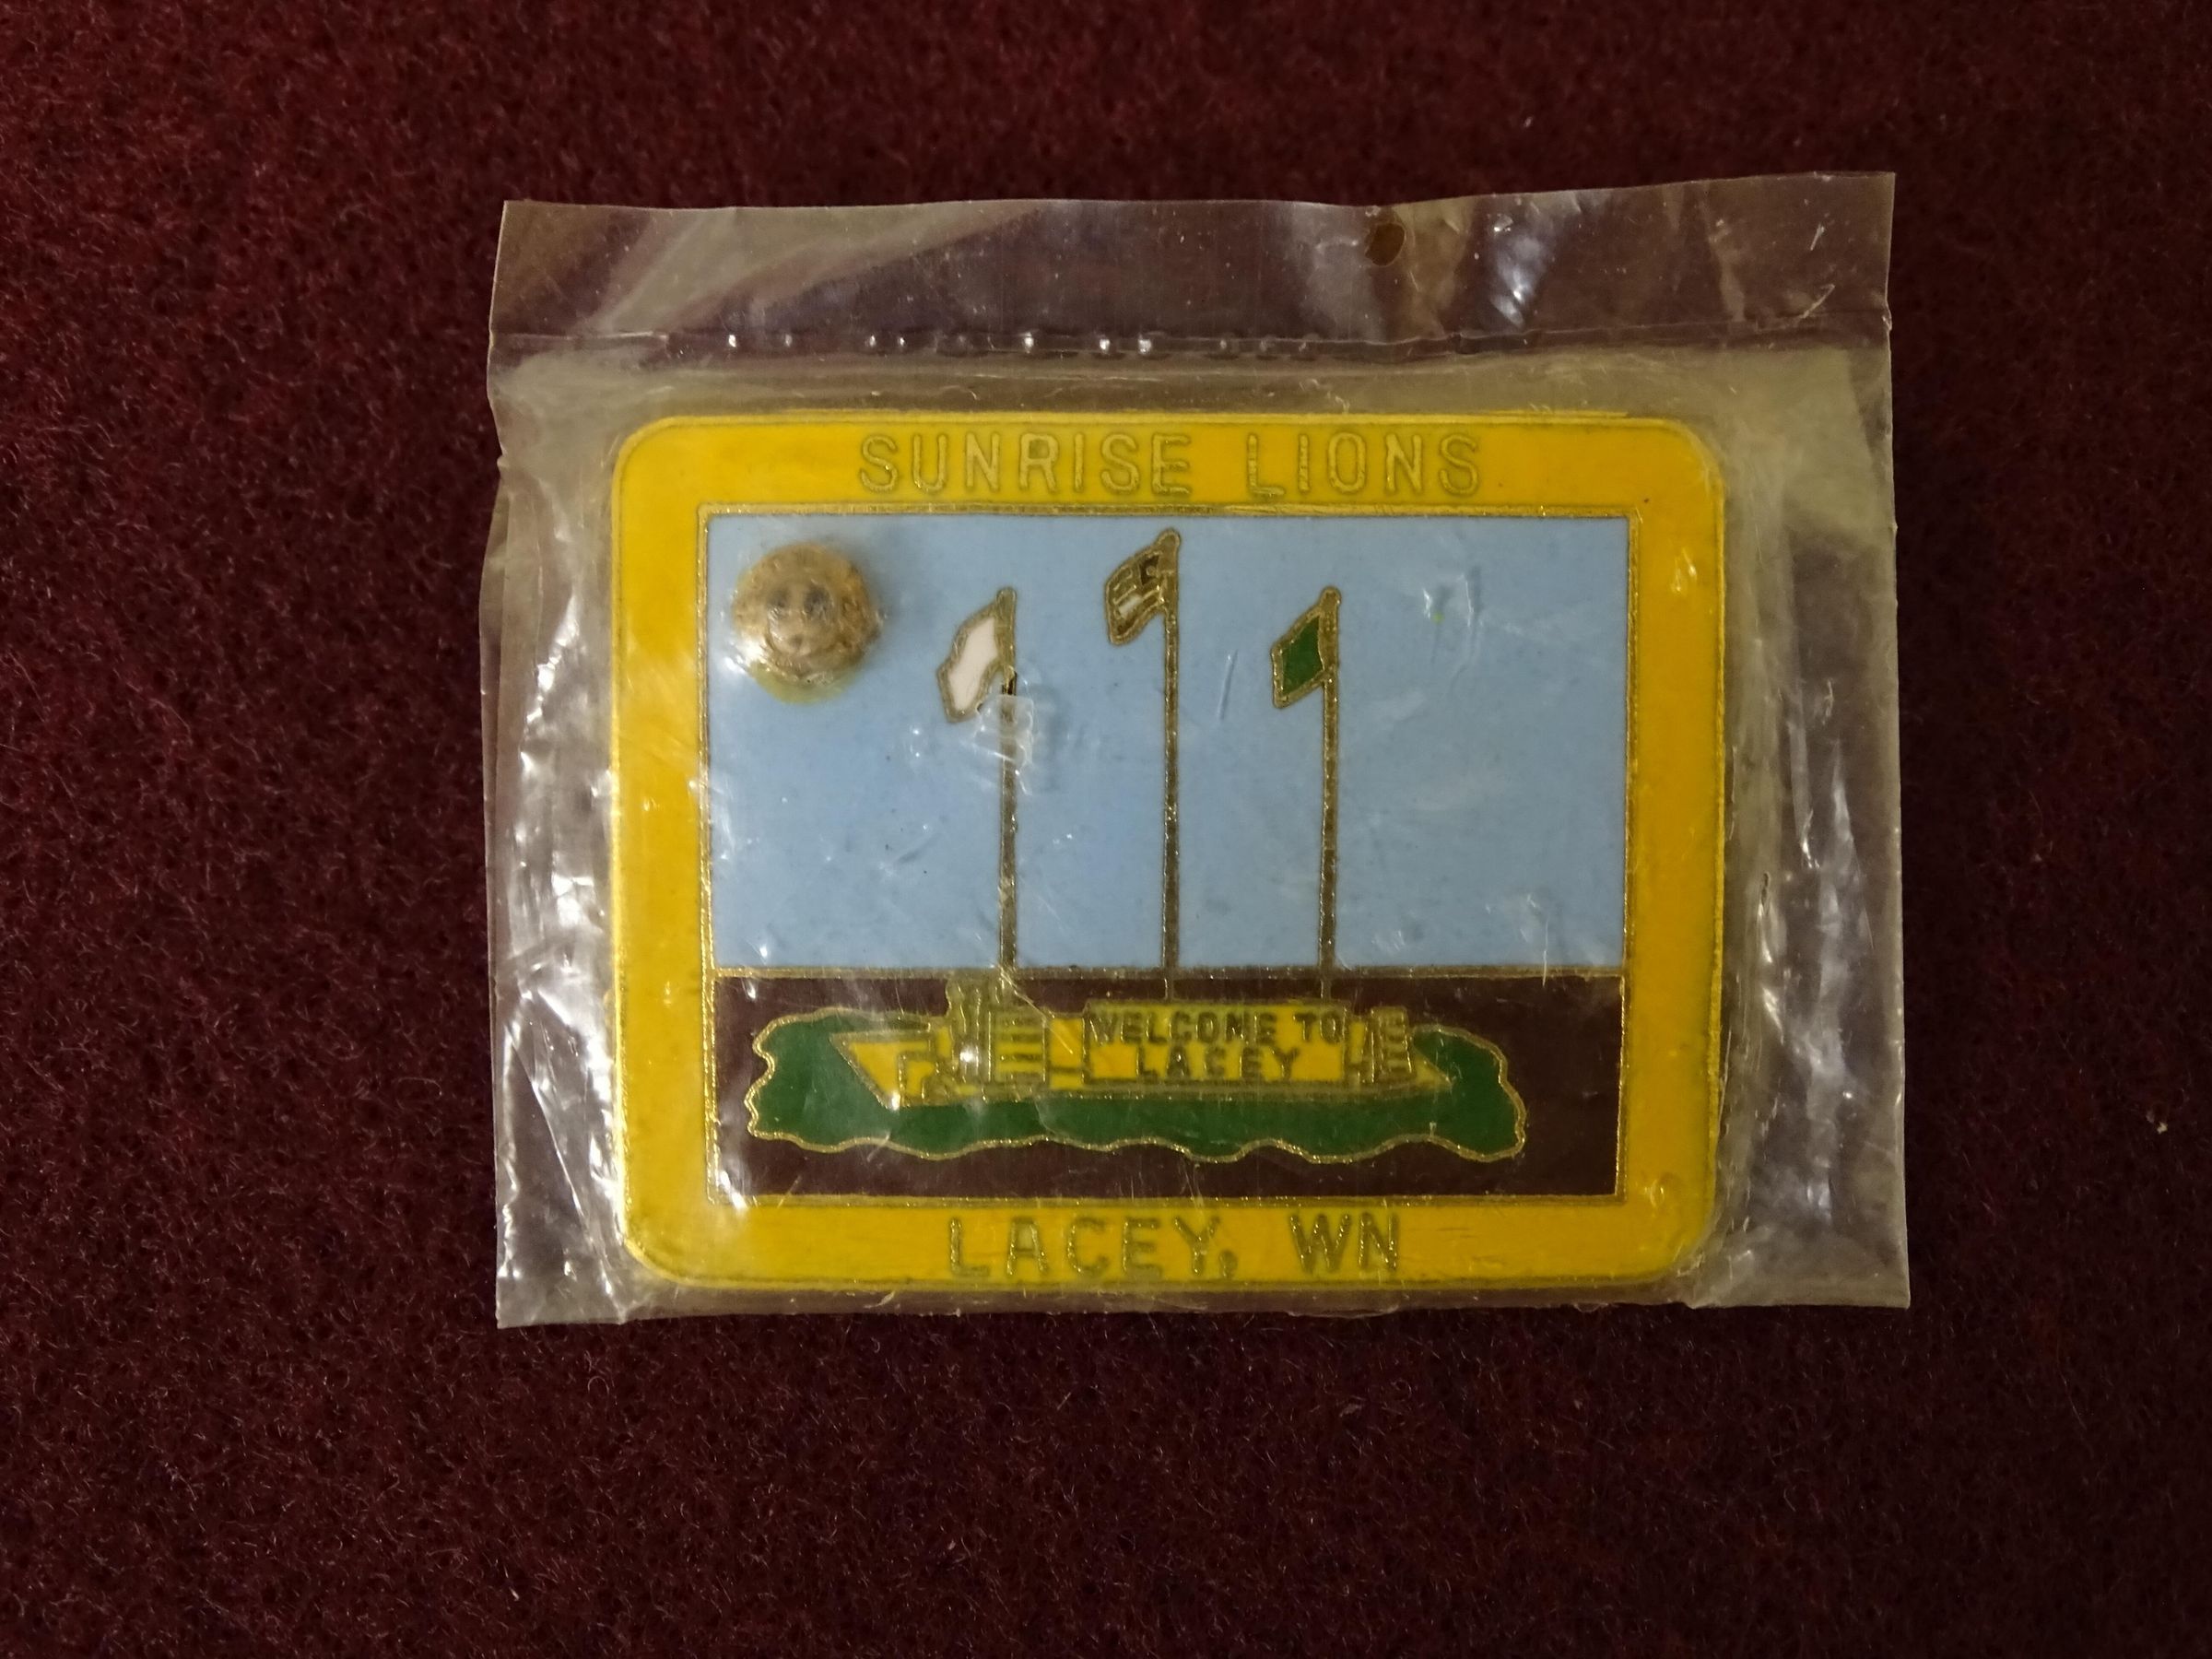 SUNRISE LIONS
WELCOME TO
LACEY
LACEY, WN